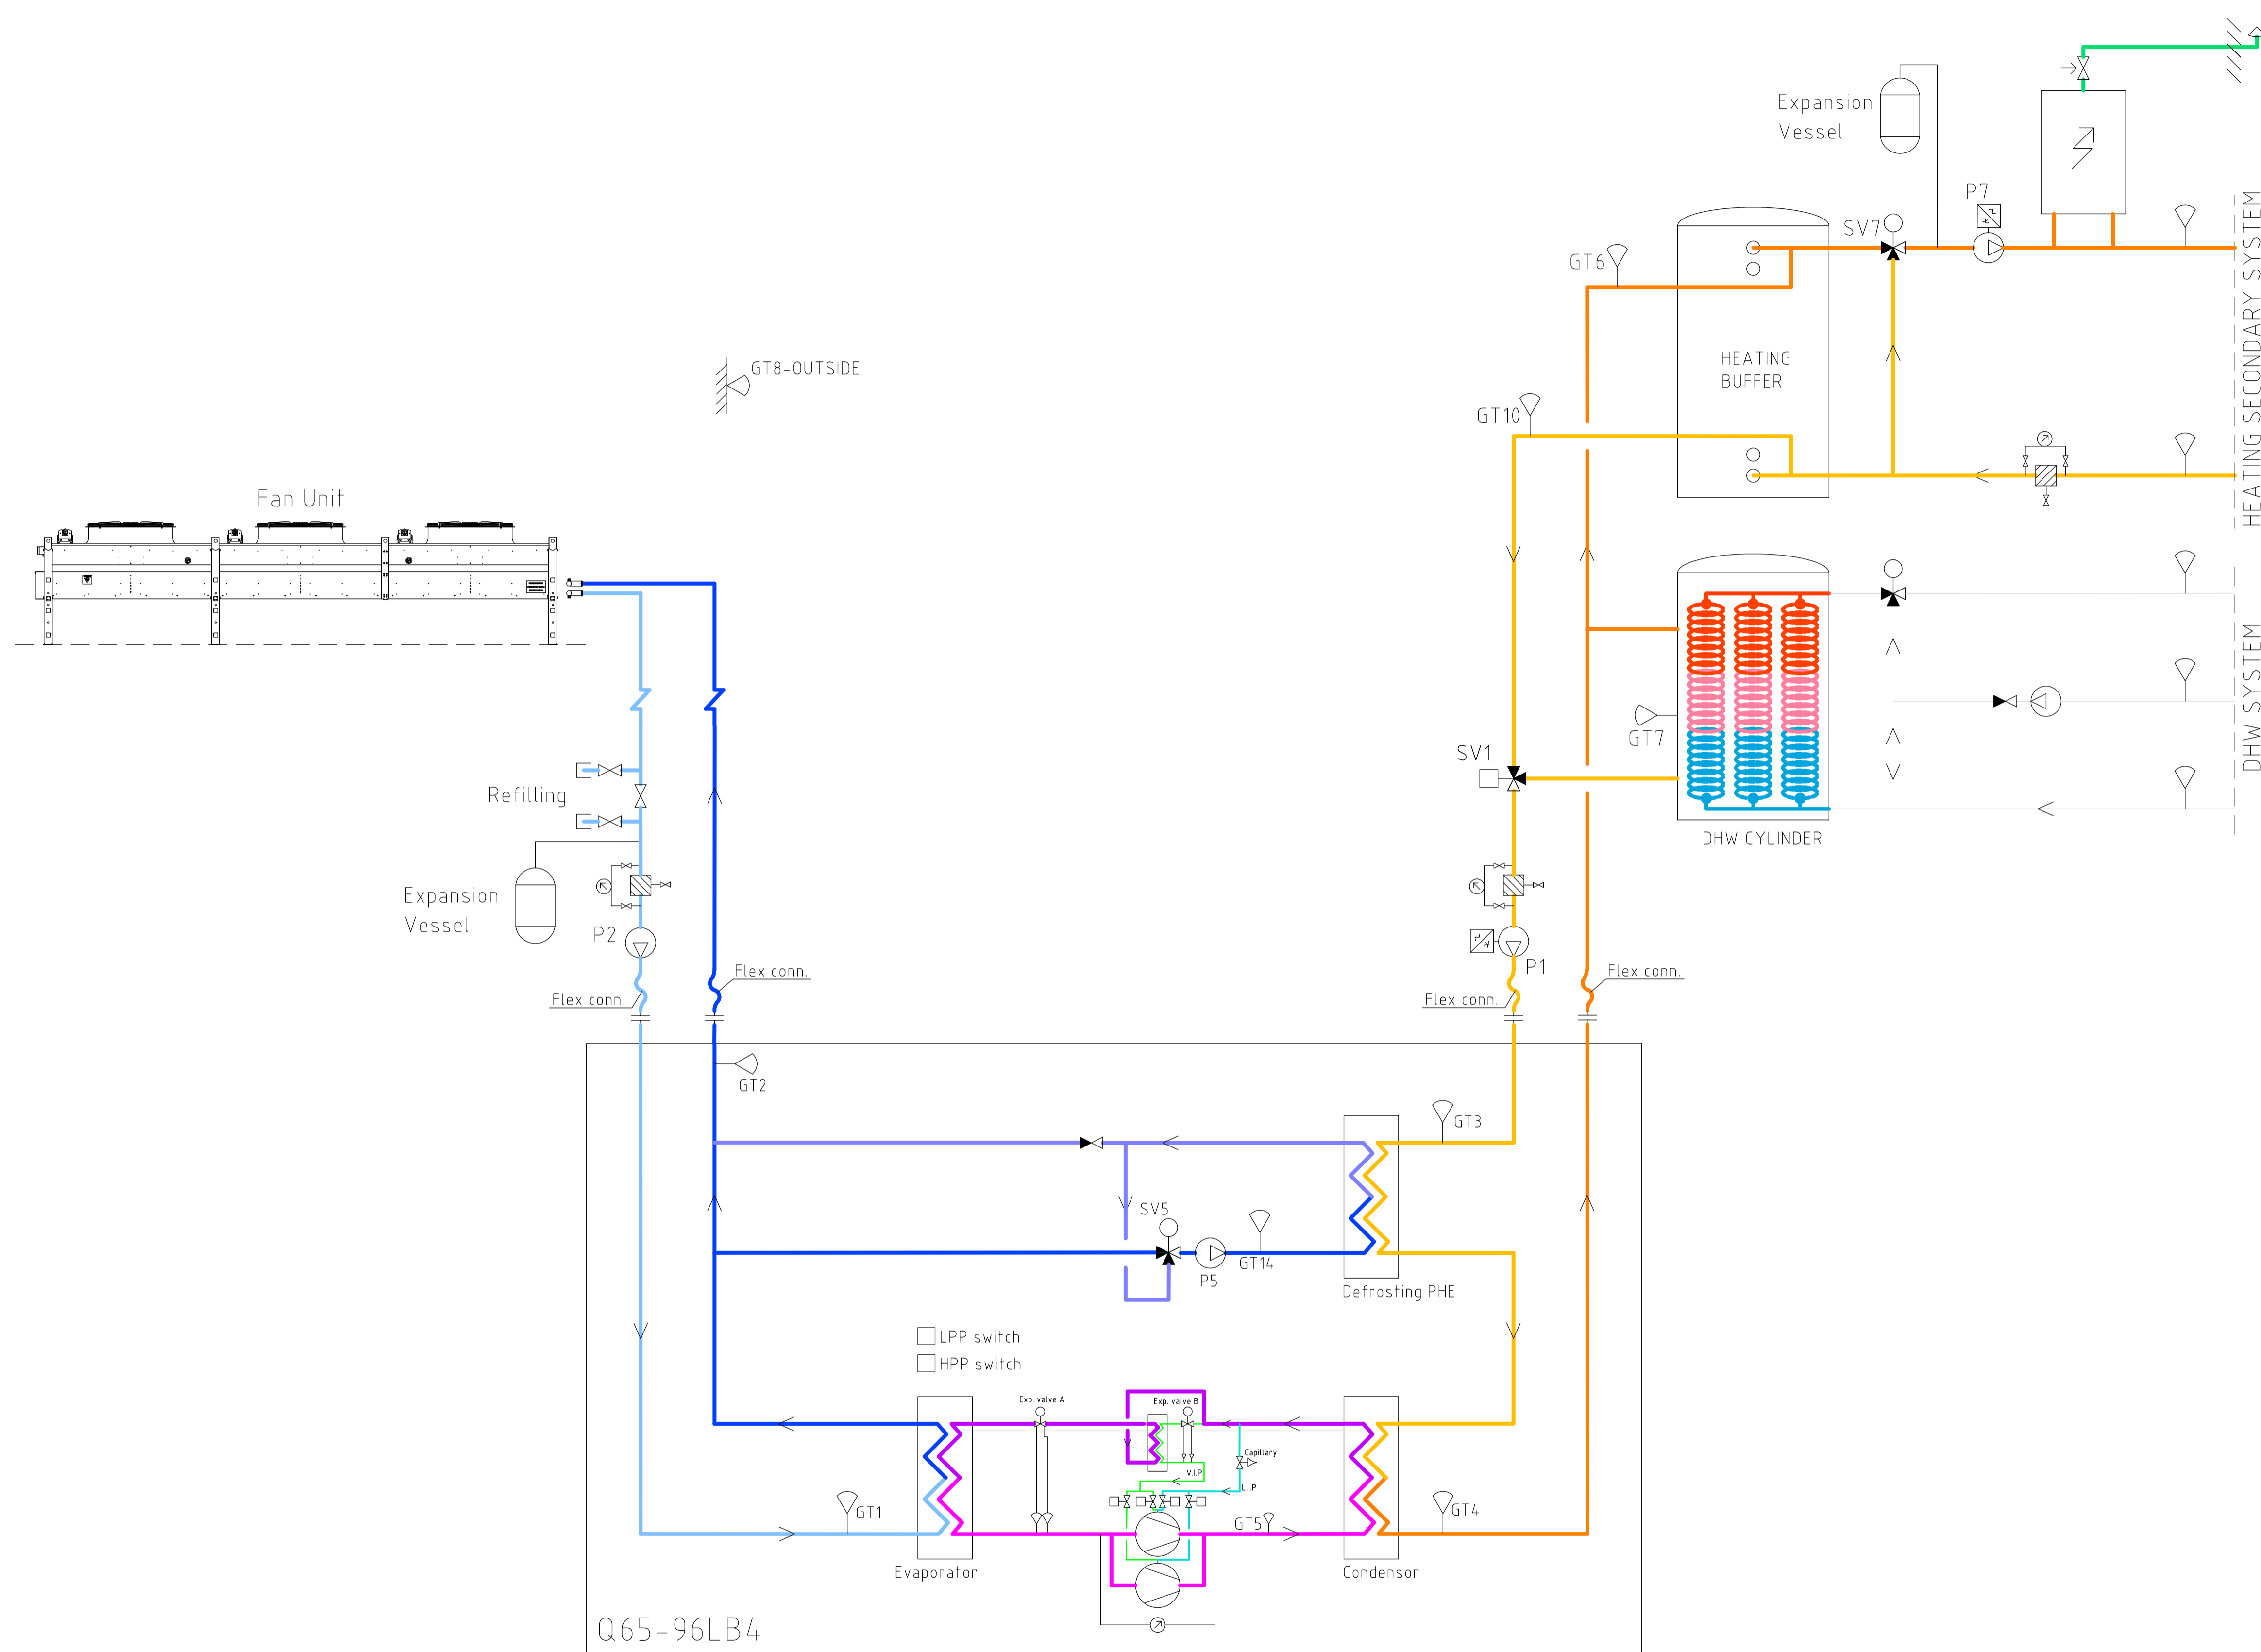 Expansion
Vessel
P7
SV7
GT6
HEATING
BUFFER
GT10
HEATING SECONDARY SYSTEM
GT8-OUTSIDE
Fan Unit
SV1
GT7
DHW CYLINDER
DHW SYSTEM
Refilling
Expansion
Vessel
P2
P1
Flex conn.
Flex conn.
Flex conn.
Flex conn.
GT2
GT3
SV5
P5
GT14
Defrosting PHE
LPP switch
HPP switch
Exp. valve A
Exp. valve B
Capillary
V.I.P
L.I.P
GT1
GT5
GT4
Evaporator
Condensor
Q65-96LB4